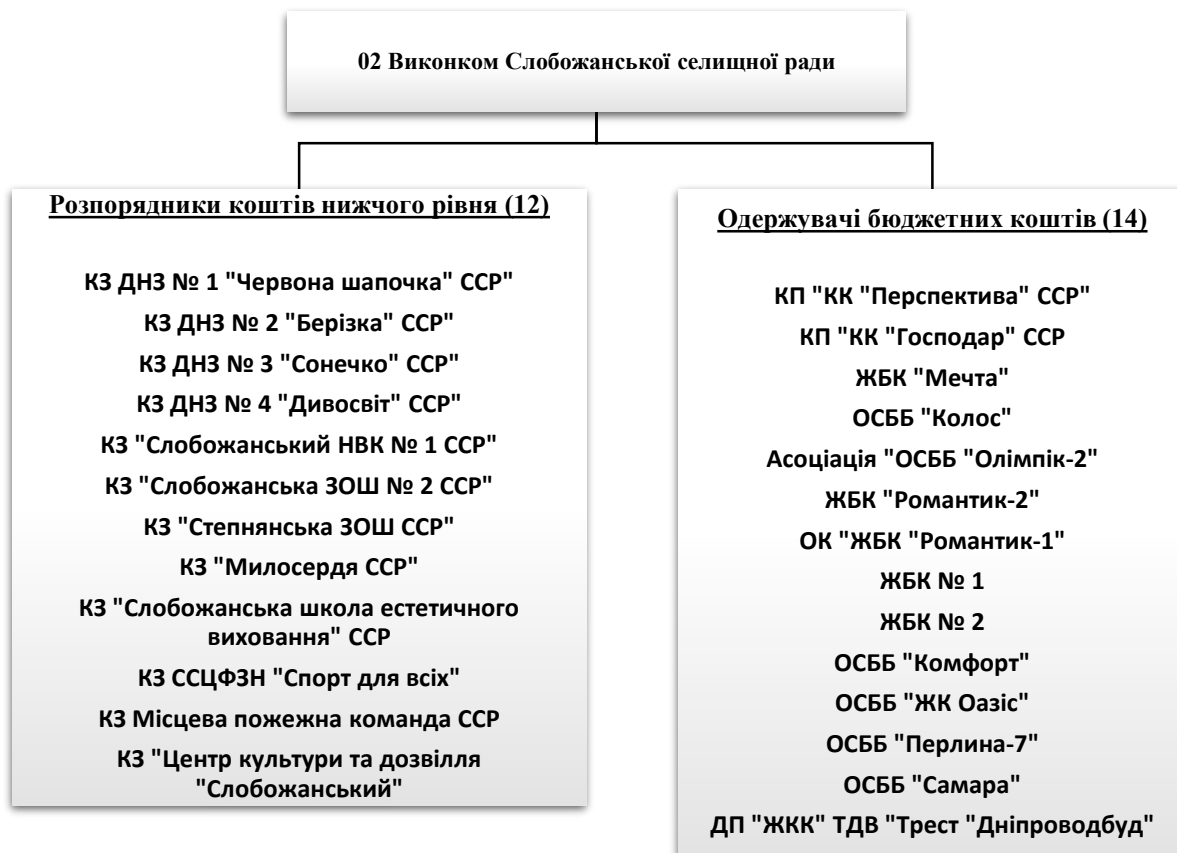 02 Виконком Слобожанської селищної ради
Розпорядники коштів нижчого рівня (12)
КЗ ДНЗ № 1 "Червона шапочка" ССР"
КЗ ДНЗ № 2 "Берізка" ССР"
КЗ ДНЗ № 3 "Сонечко" ССР"
КЗ ДНЗ № 4 "Дивосвіт" ССР"
КЗ "Слобожанський НВК № 1 ССР"
КЗ "Слобожанська ЗОШ № 2 ССР"
КЗ "Степнянська ЗОШ ССР"
КЗ "Милосердя ССР"
КЗ "Слобожанська школа естетичного
виховання" ССР
КЗ ССЦФЗН "Спорт для всіх"
КЗ Місцева пожежна команда ССР
КЗ "Центр культури та дозвілля
"Слобожанський"
Одержувачі бюджетних коштів (14)
КП "КК "Перспектива" ССР"
КП "КК "Господар" ССР
ЖБК "Мечта"
ОСББ "Колос"
Асоціація "ОСББ "Олімпік-2"
ЖБК "Романтик-2"
ОК "ЖБК "Романтик-1"
ЖБК № 1
ЖБК № 2
ОСББ "Комфорт"
ОСББ "ЖК Оазіс"
ОСББ "Перлина-7"
ОСББ "Самара"
ДП "ЖКК" ТДВ "Трест "Дніпроводбуд"